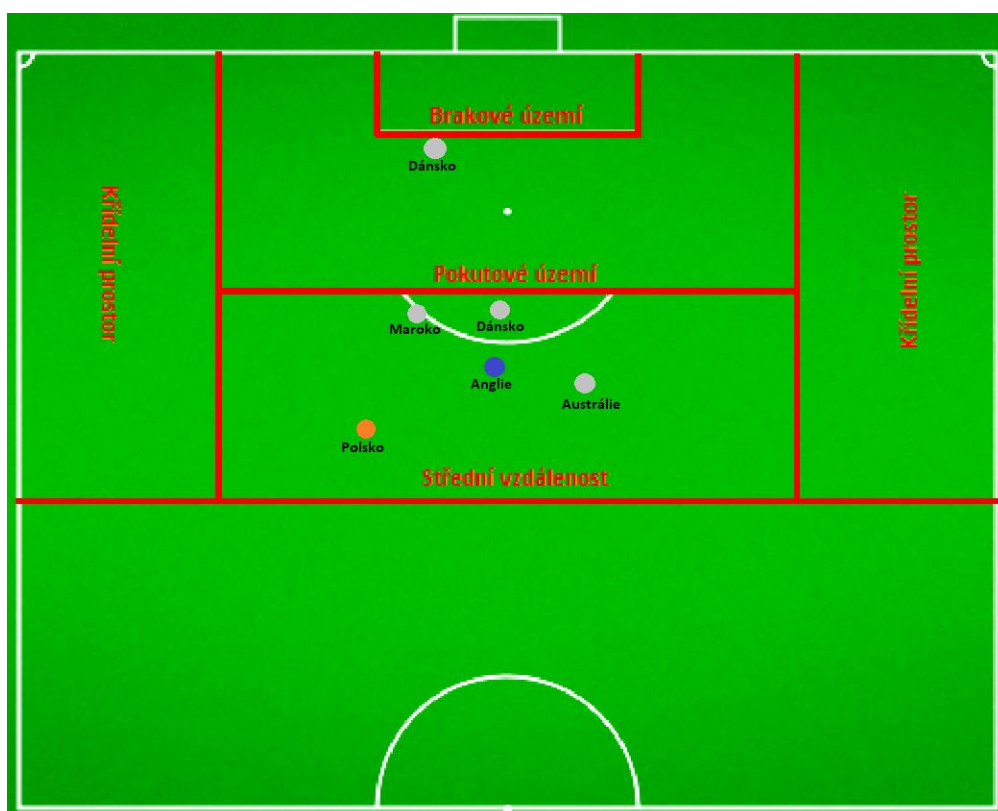 Brakové území
Dánsko
Křídelní prostor
Křídelní prostor
Pokutové území
Maroko
Dánsko
Anglie
Austrálie
Polsko
Střední vzdálenost